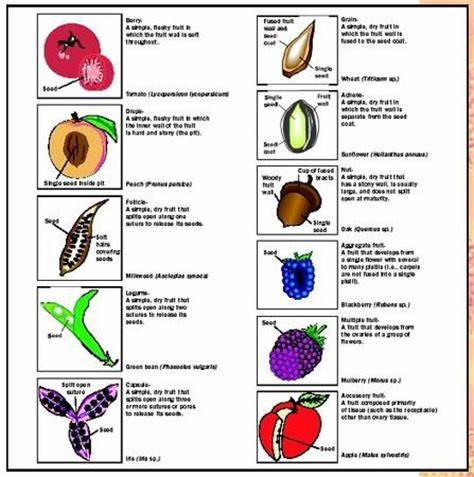 Berry-
A simple, fleshy fruit in
which the fruit wall is soft
throughout.
Seed
Tomato (Lycopersicon lycopersicum)
Drupe-
A simple, fleshy fruit in which
the inner wall of the fruit
is hard and stony (the pit).
Single seed inside pit
Peach (Prunus persica)
Follicle-
A simple, dry fruit that
splits open along one
suture to release its seeds.
Seed
Soft
hairs
covering
seeds
Legume-
A simple, dry fruit that
splits open along two
sutures to release its
seeds.
Seed
Green bean (Phaseolus vulgaris)
Split open
suture
Capsule-
A simple, dry fruit that
splits open along three
or more sutures or pores
to release its seeds.
Seed
Iris (Iris sp.)
Fused fruit
wall and
seed coat
Single
seed
Grain-
A simple, dry fruit in
which the fruit wall is
fused to the seed coat.
Wheat (Triticum sp.)
Single
seed
Fruit
wall
Seed
coat
Achene-
A simple, dry fruit in
which the fruit wall is
separate from the seed
coat.
Sunflower (Helianthus annuus)
Cup of fused
bracts
Woody
fruit
wall
Single
seed
Nut-
A simple, dry fruit that
has a stony wall, is usually
large, and does not split
open at maturity.
Oak (Quercus sp.)
Seed
Aggregate fruit-
A fruit that develops from
a single flower with several
to many pistils (i.e., carpels
are not fused into a single
pistil).
Seed
Multiple fruit-
A fruit that develops from
the ovaries of a group of
flowers.
Mulberry (Morus sp.)
Seed
Accessory fruit-
A fruit composed primarily
of tissue (such as the receptacle)
other than ovary tissue.
Apple (Malus sylvestris)